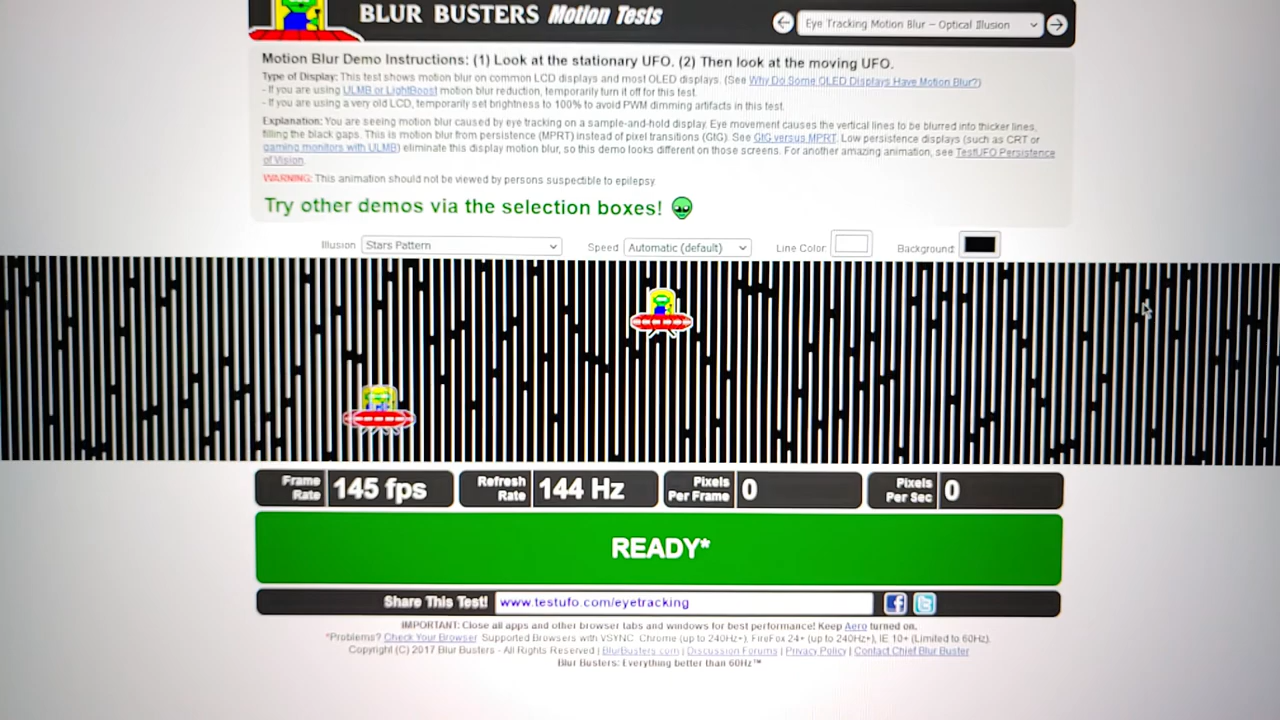 BLUR BUSTERS Motion Tests
Eye Tracking Motion Blur – Optical Illusion
Motion Blur Demo Instructions: (1) Look at the stationary UFO. (2) Then look at the moving UFO.
Type of Display: This test shows motion blur on common LCD displays and most OLED displays. (See Why Do Some OLED Displays Have Motion Blur?)
- If you are using ULMB or LightBoost motion blur reduction, temporarily turn it off for this test.
- If you are using a very old LCD, temporarily set brightness to 100% to avoid PWM dimming artifacts in this test.
Explanation: You are seeing motion blur caused by eye tracking on a sample-and-hold display. Eye movement causes the vertical lines to be blurred into thicker lines,
filling the black gaps. This is motion blur from persistence (MPRT) instead of pixel transitions (GtG). See GtG versus MPRT. Low persistence displays (such as CRT or
gaming monitors with ULMB) eliminate this display motion blur, so this demo looks different on those screens. For another amazing animation, see TestUFO Persistence
of Vision.
WARNING: This animation should not be viewed by persons suspectible to epilepsy.
Try other demos via the selection boxes!
Illusion Stars Pattern Speed Automatic (default) Line Color: Background:
Frame Rate 145 fps Refresh Rate 144 Hz Pixels Per Frame 0 Pixels Per Sec 0
READY*
Share This Test! www.testufo.com/eyetracking
IMPORTANT: Close all apps and other browser tabs and windows for best performance! Keep Aero turned on.
*Problems? Check Your Browser Supported Browsers with VSYNC: Chrome (up to 240Hz+), FireFox 24+ (up to 240Hz+), IE 10+ (Limited to 60Hz).
Copyright (C) 2017 Blur Busters - All Rights Reserved | BlurBusters.com | Discussion Forums | Privacy Policy | Contact Chief Blur Buster
Blur Busters: Everything better than 60Hz™